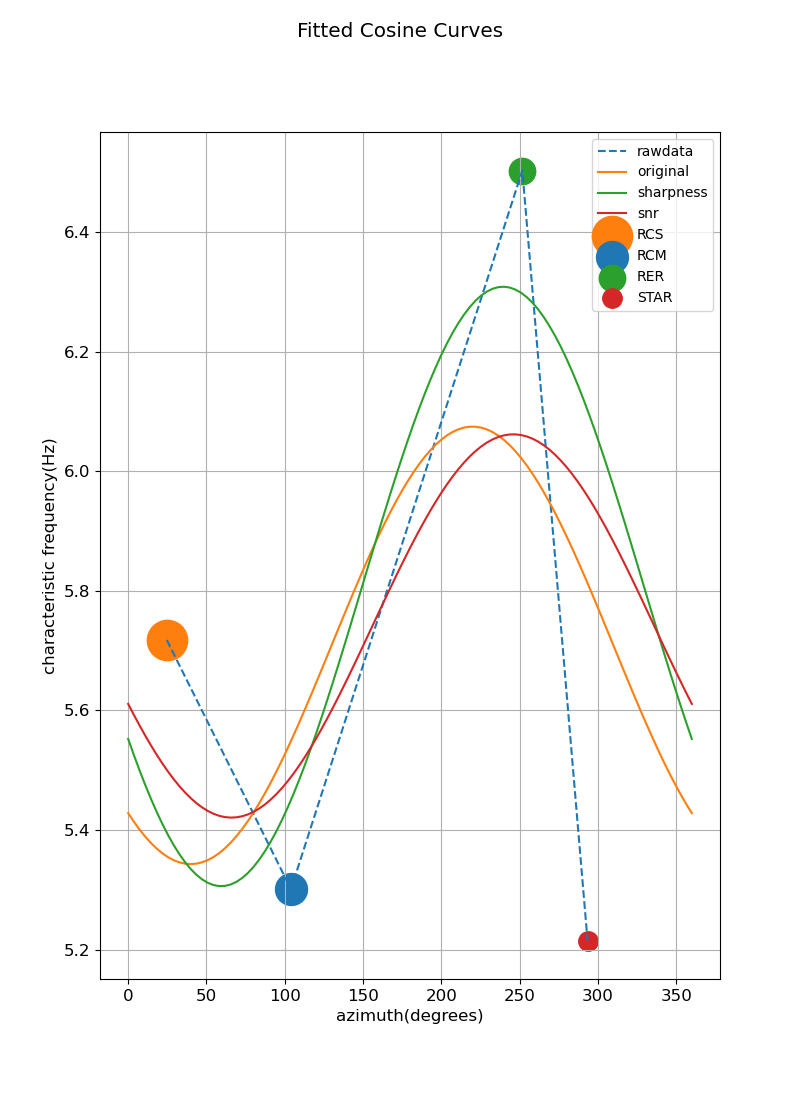 Fitted Cosine Curves
rawdata
original
sharpness
snr
RCS
RCM
RER
STAR
6.4
6.2
6.0
5.8
5.6
5.4
5.2
characteristic frequency(Hz)
0 50 100 150 200 250 300 350
azimuth(degrees)